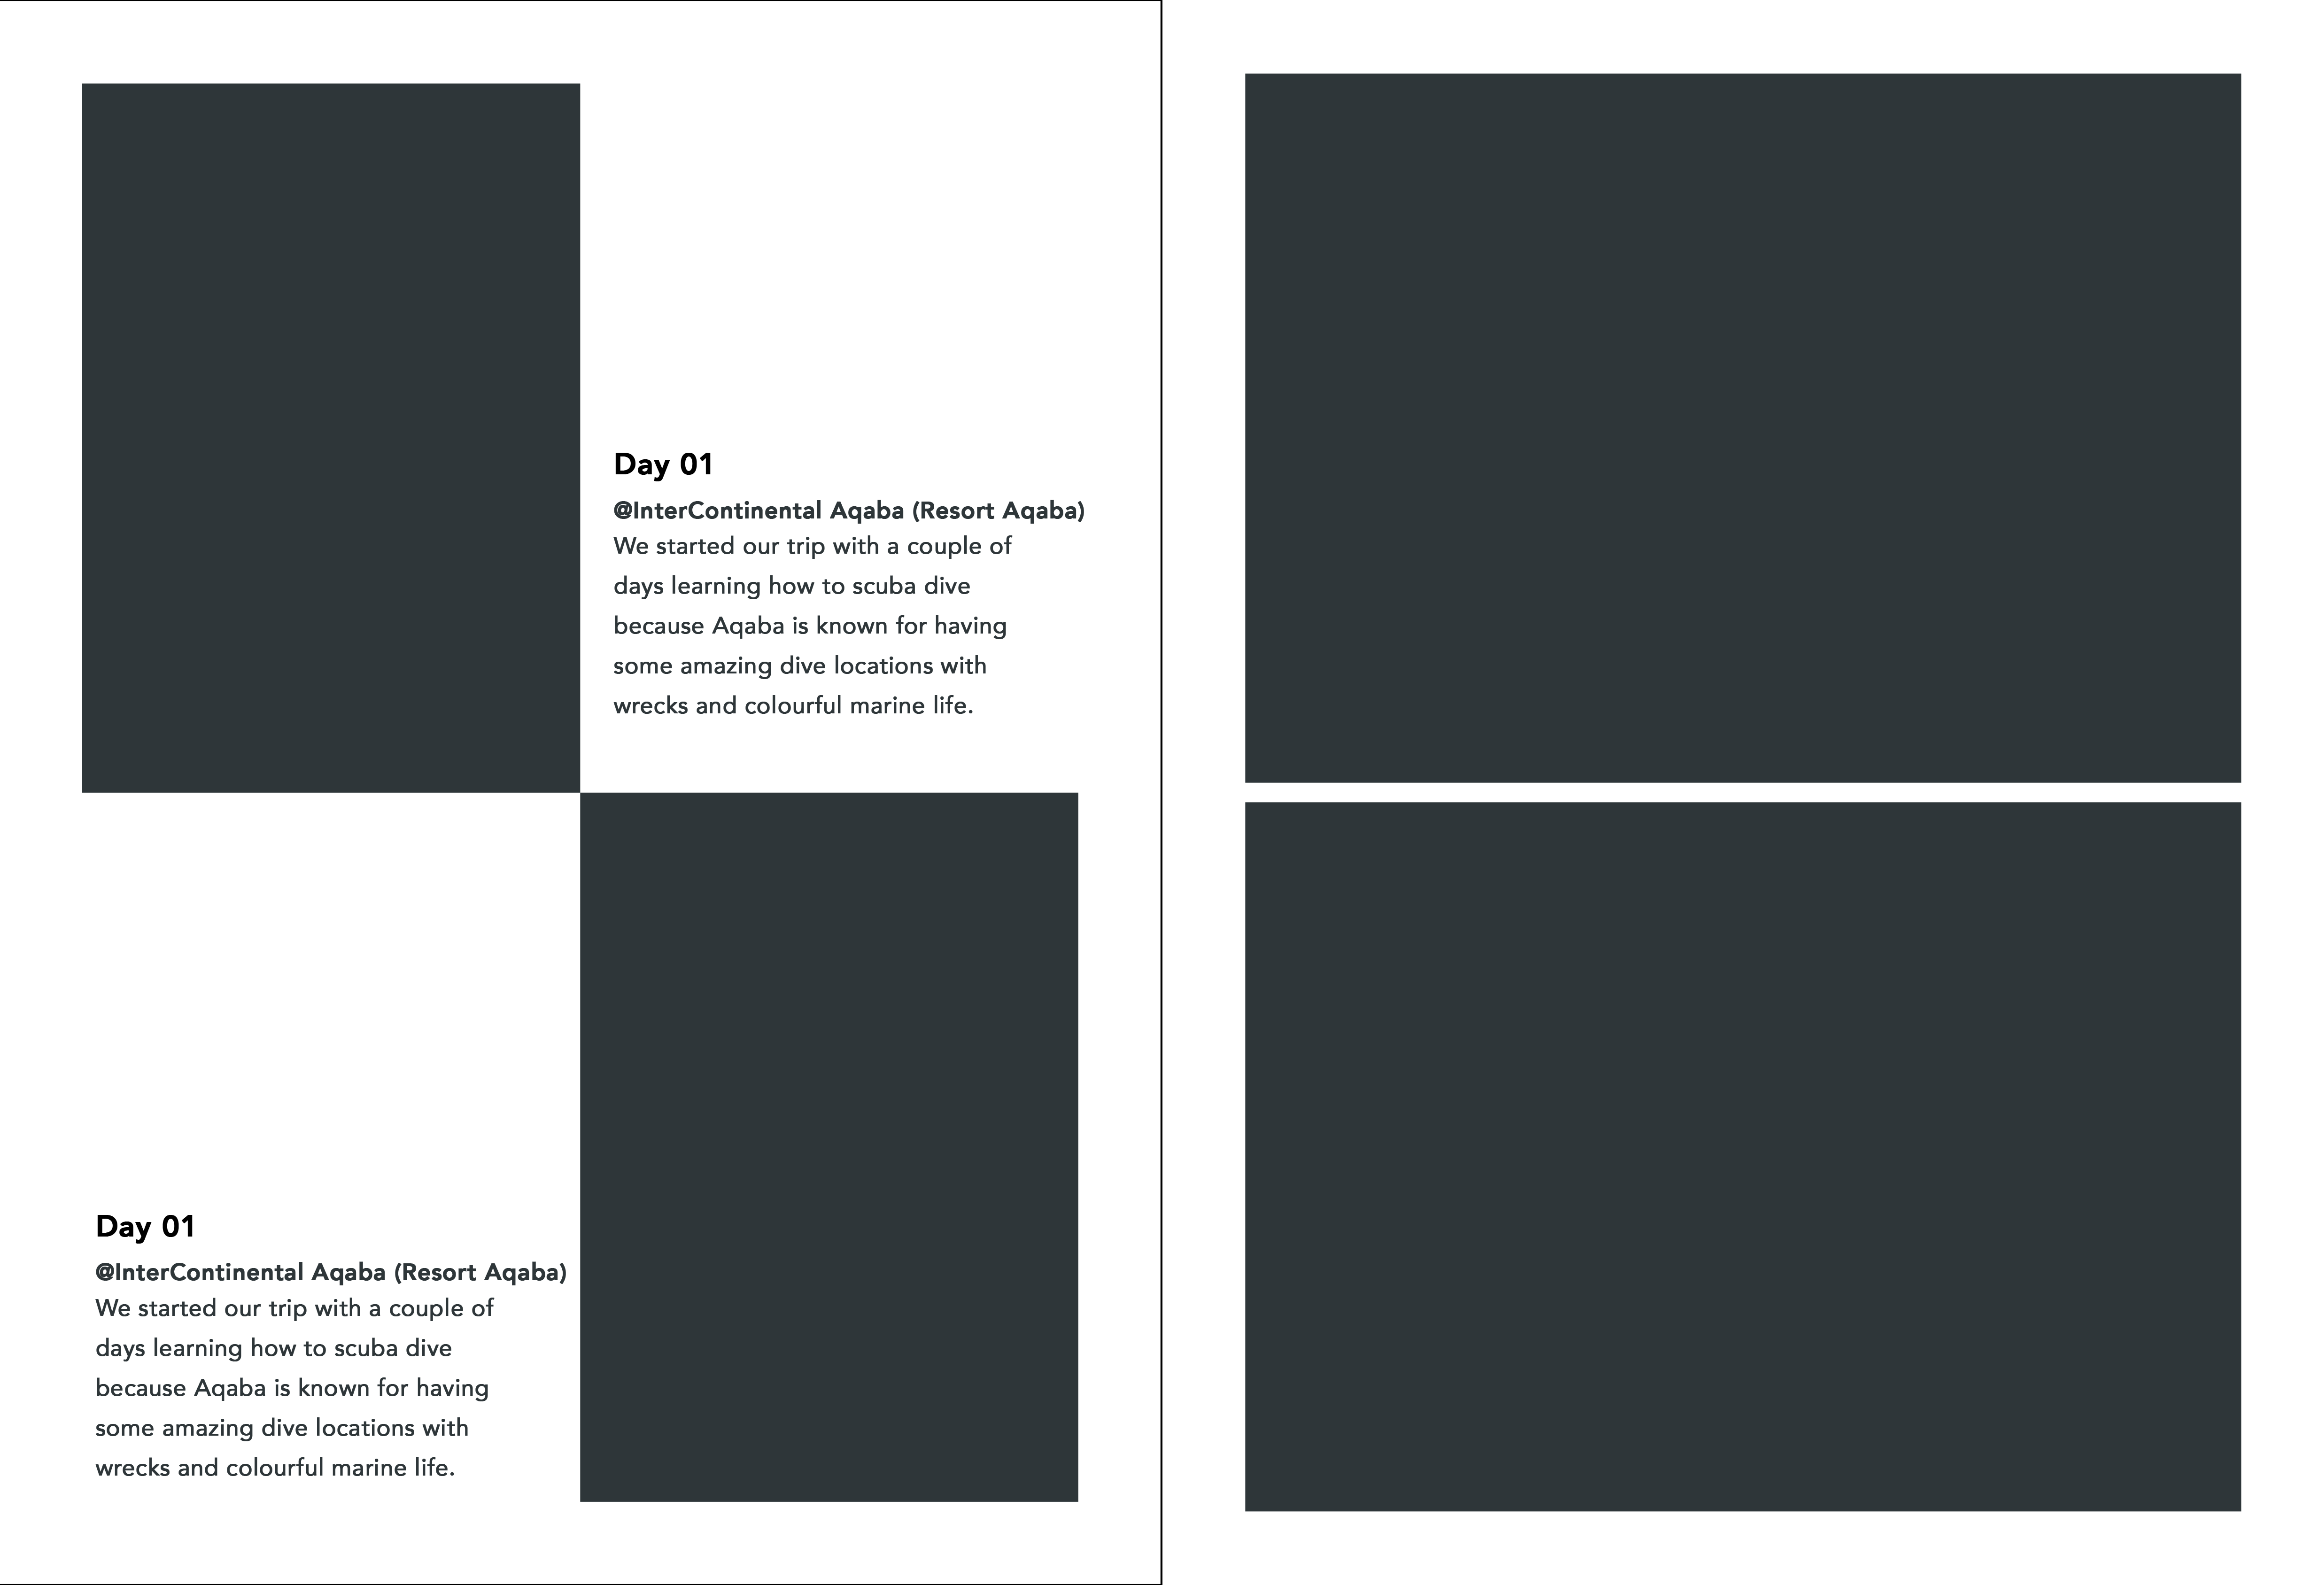 Day 01
@InterContinental Aqaba (Resort Aqaba)
We started our trip with a couple of
days learning how to scuba dive
because Aqaba is known for having
some amazing dive locations with
wrecks and colourful marine life.
Day 01
@InterContinental Aqaba (Resort Aqaba)
We started our trip with a couple of
days learning how to scuba dive
because Aqaba is known for having
some amazing dive locations with
wrecks and colourful marine life.